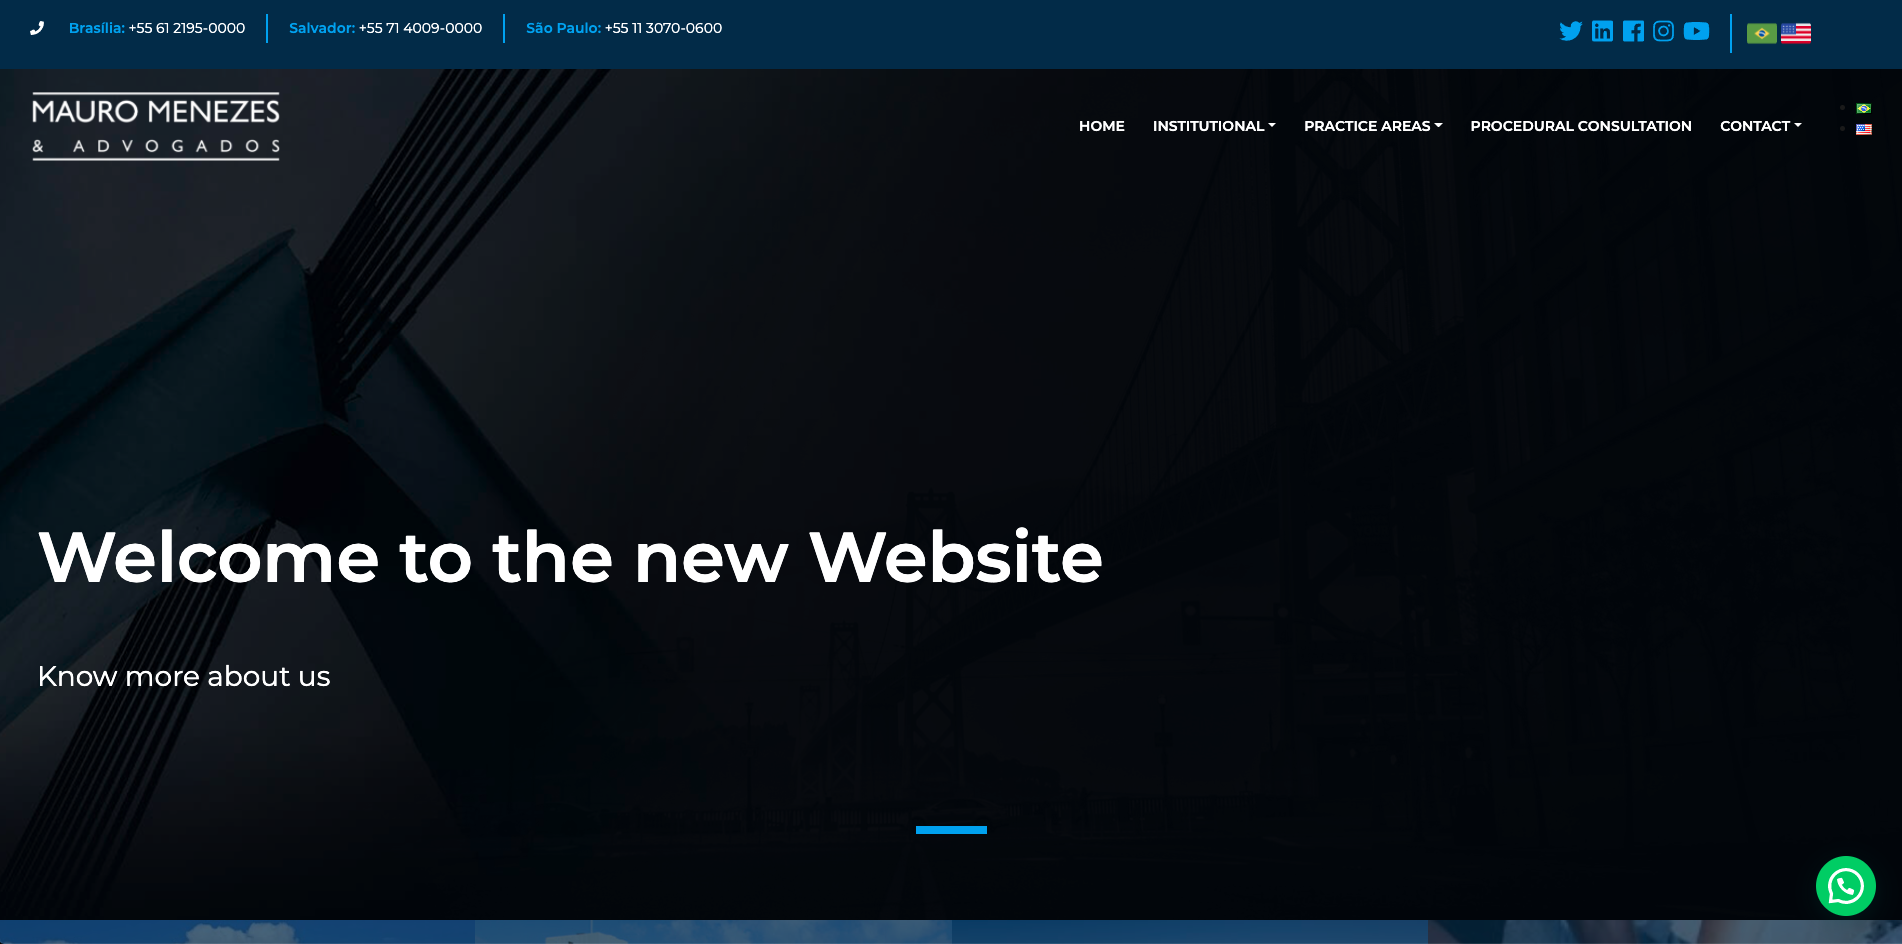 Brasília: +55 61 2195-0000
Salvador: +55 71 4009-0000
São Paulo: +55 11 3070-0600
MAURO MENEZES
& ADVOGADOS
HOME
INSTITUTIONAL
PRACTICE AREAS
PROCEDURAL CONSULTATION
CONTACT
Welcome to the new Website
Know more about us